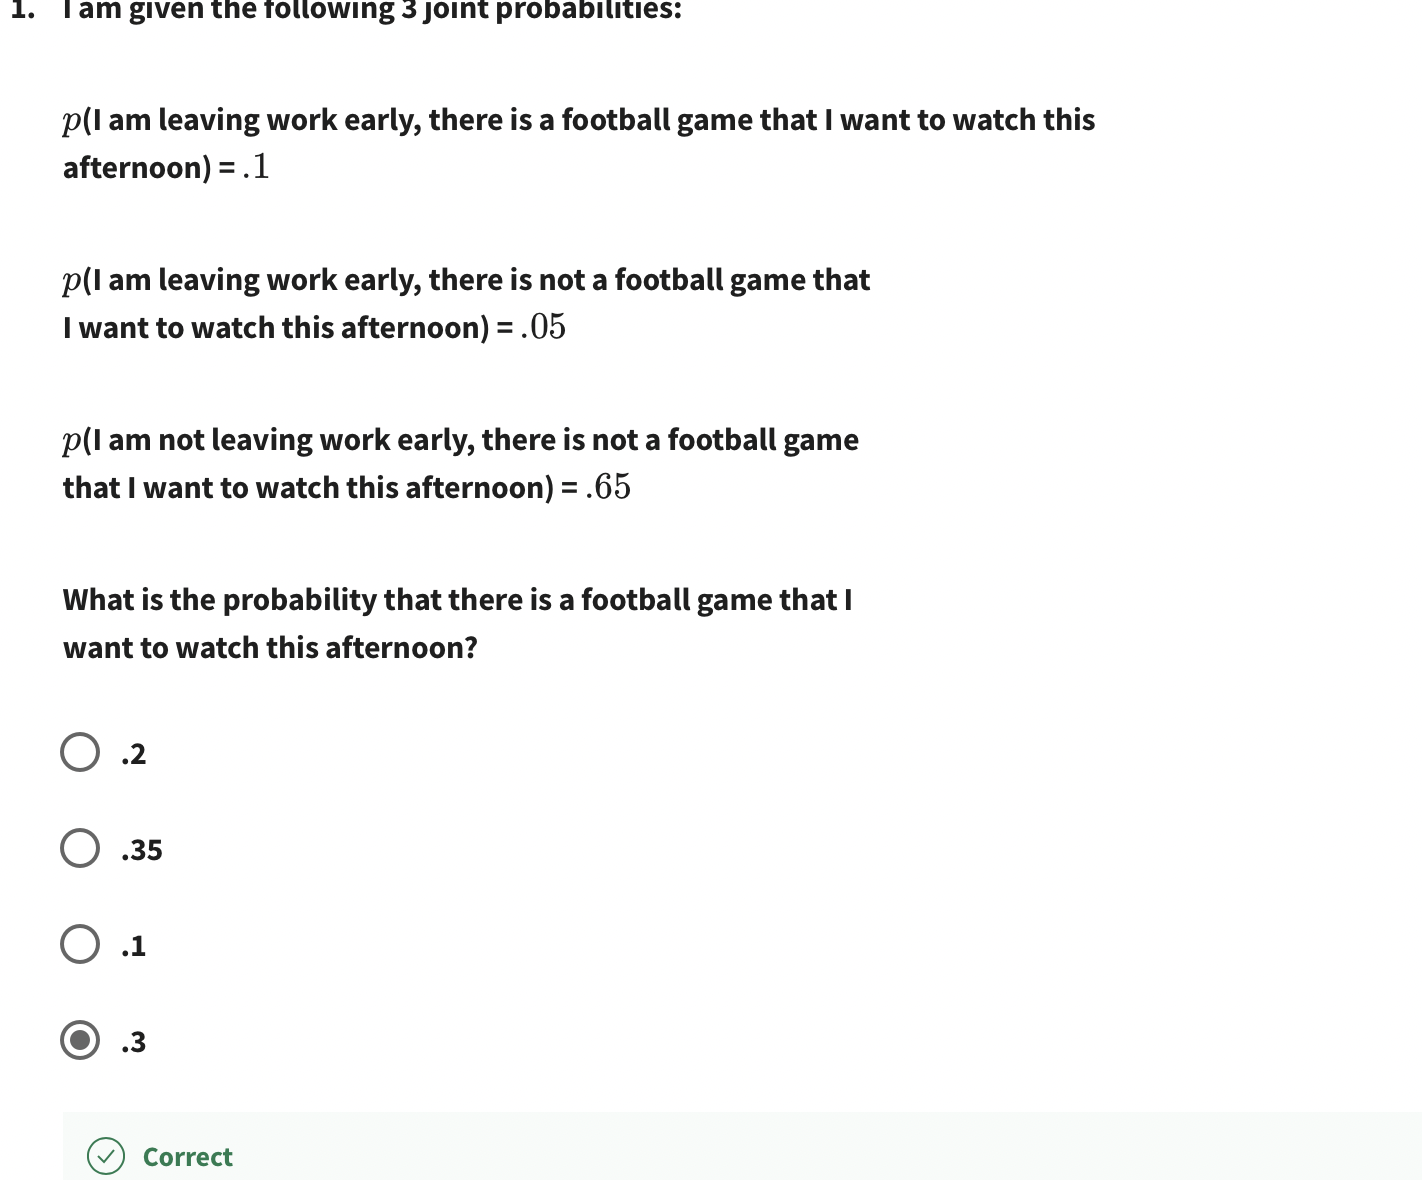 1. I am given the following 3 joint probabilities:
p(I am leaving work early, there is a football game that I want to watch this
afternoon) = .1
p(I am leaving work early, there is not a football game that
I want to watch this afternoon) = .05
p(I am not leaving work early, there is not a football game
that I want to watch this afternoon) = .65
What is the probability that there is a football game that I
want to watch this afternoon?
.2
.35
.1
.3
Correct